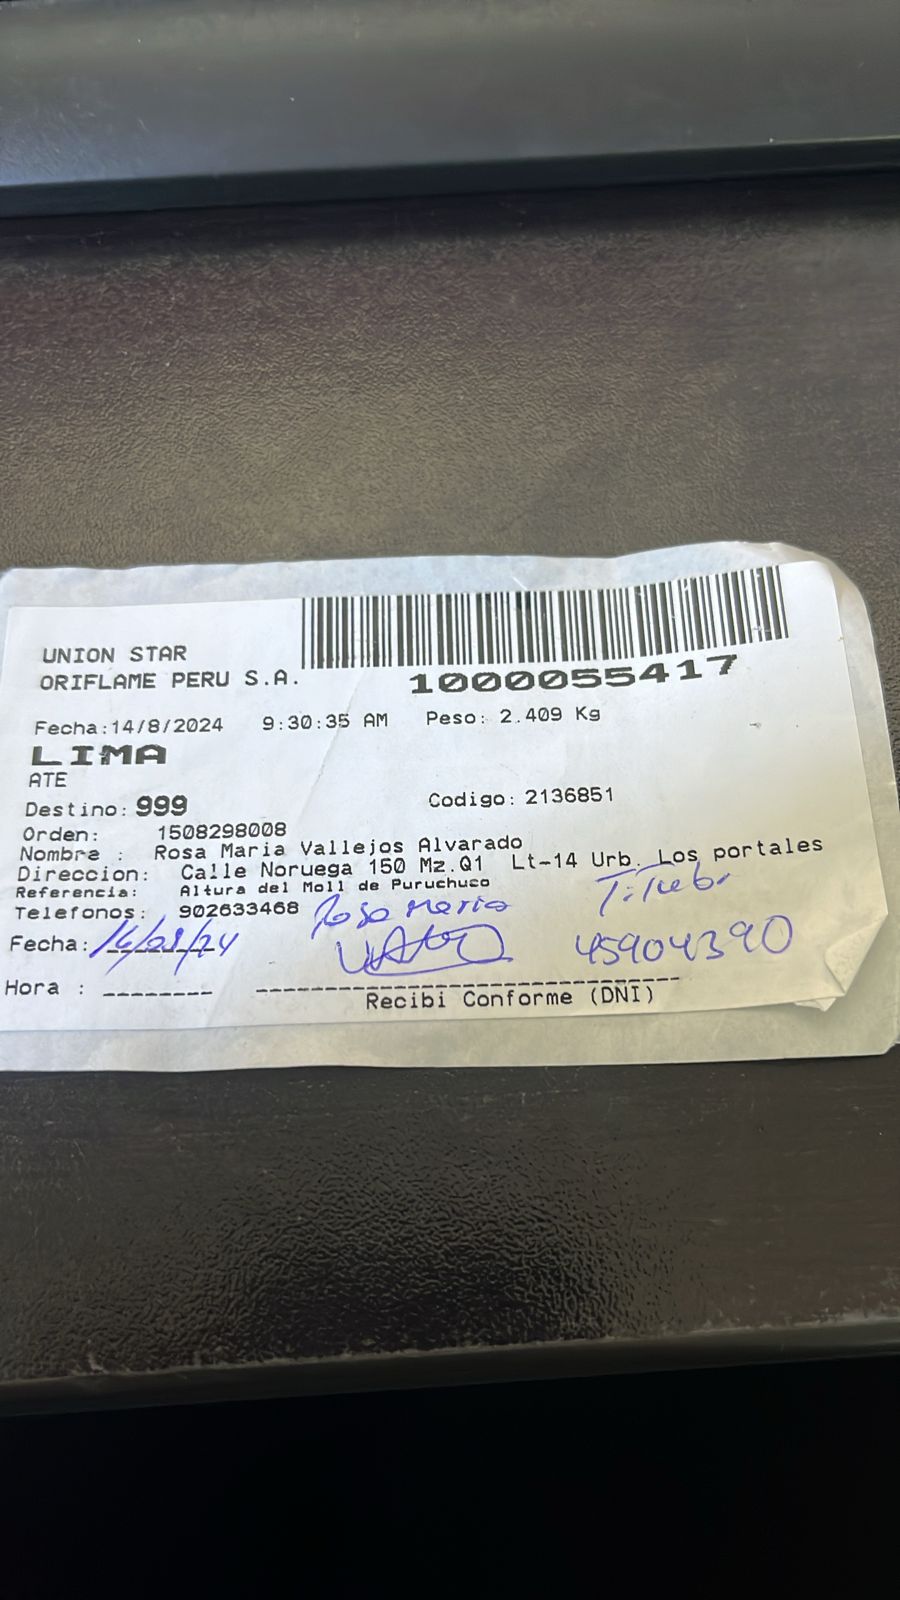 UNION STAR
ORIFLAME PERU S.A.
1000055417
Fecha:14/8/2024 9:30:35 AM Peso: 2.409 Kg
LIMA
ATE
Destino: 999 Codigo: 2136851
Orden: 1508298008
Nombre : Rosa Maria Vallejos Alvarado
Direccion: Calle Noruega 150 Mz.Q1 Lt-14 Urb. Los portales
Referencia: Altura del Moll de Puruchuco
Telefonos: 902633468 Rosa Maria
Fecha: 45904390
Hora : ________
Recibi Conforme (DNI)